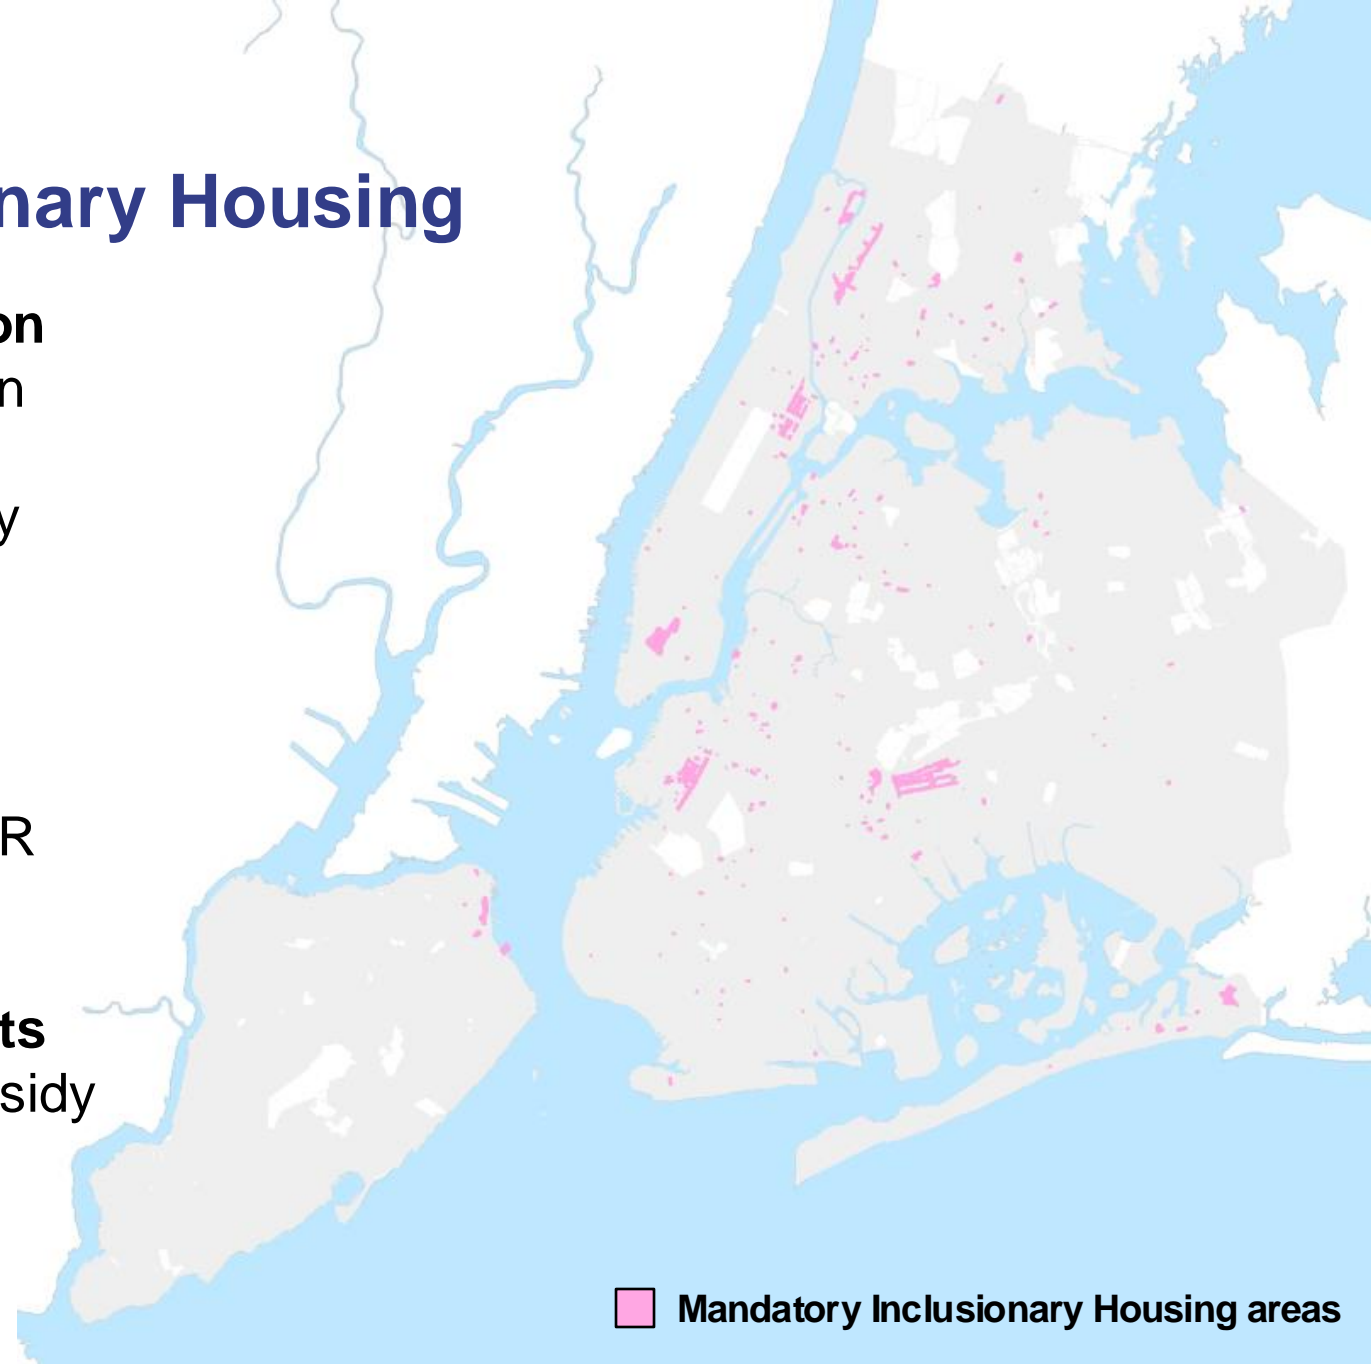 nary Housing
on
n
y
R
ts
sidy
Mandatory Inclusionary Housing areas